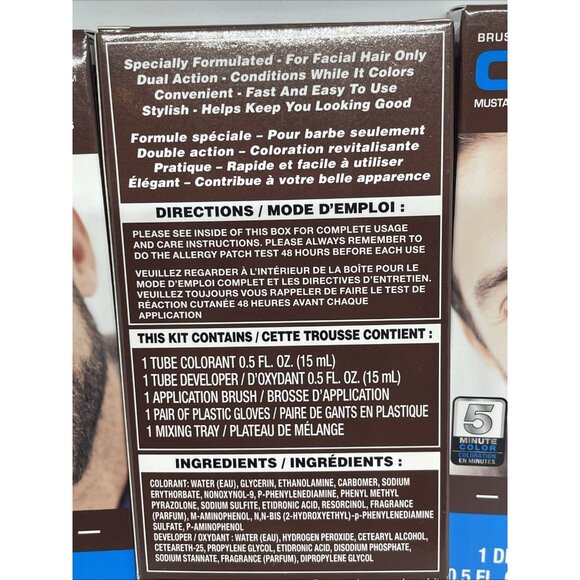 Specially Formulated - For Facial Hair Only
Dual Action - Conditions While It Colors
Convenient - Fast And Easy To Use
Stylish - Helps Keep You Looking Good
Formule spéciale – Pour barbe seulement
Double action – Coloration revitalisante
Pratique – Rapide et facile à utiliser
Élégant – Contribue à votre belle apparence
DIRECTIONS / MODE D'EMPLOI :
PLEASE SEE INSIDE OF THIS BOX FOR COMPLETE USAGE
AND CARE INSTRUCTIONS. PLEASE ALWAYS REMEMBER TO
DO THE ALLERGY PATCH TEST 48 HOURS BEFORE EACH USE
VEUILLEZ REGARDER À L'INTÉRIEUR DE LA BOÎTE POUR LE
MODE D'EMPLOI COMPLET ET LES DIRECTIVES D'ENTRETIEN.
VEUILLEZ TOUJOURS VOUS RAPPELER DE FAIRE LE TEST DE
RÉACTION CUTANÉE 48 HEURES AVANT CHAQUE
APPLICATION
THIS KIT CONTAINS / CETTE TROUSSE CONTIENT :
1 TUBE COLORANT 0.5 FL. OZ. (15 mL)
1 TUBE DEVELOPER / D'OXYDANT 0.5 FL. OZ. (15 mL)
1 APPLICATION BRUSH / BROSSE D'APPLICATION
1 PAIR OF PLASTIC GLOVES / PAIRE DE GANTS EN PLASTIQUE
1 MIXING TRAY / PLATEAU DE MÉLANGE
INGREDIENTS / INGRÉDIENTS :
COLORANT: WATER (EAU), GLYCERIN, ETHANOLAMINE, CARBOMER, SODIUM
ERYTHORBATE, NONOXYNOL-9, P-PHENYLENEDIAMINE, PHENYL METHYL
PYRAZOLONE, SODIUM SULFITE, ETIDRONIC ACID, RESORCINOL, FRAGRANCE
(PARFUM), M-AMINOPHENOL, N,N-BIS (2-HYDROXYETHYL)-p-PHENYLENEDIAMINE
SULFATE, P-AMINOPHENOL
DEVELOPER / OXYDANT : WATER (EAU), HYDROGEN PEROXIDE, CETEARYL ALCOHOL,
CETEARETH-25, PROPYLENE GLYCOL, ETIDRONIC ACID, DISODIUM PHOSPHATE,
SODIUM STANNATE, FRAGRANCE (PARFUM), DIPROPYLENE GLYCOL
BRUS
MUSTA
5
MINUTE
COLOR
COLORATION
EN MINUTES
1 D
0.5 FL